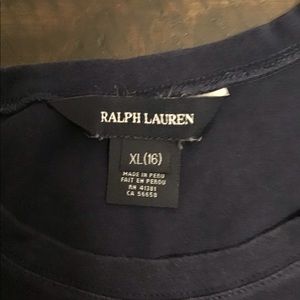 RALPH LAUREN
XL(16)
MADE IN PERU
FAIT EN PEROU
RN 41381
CA 56658